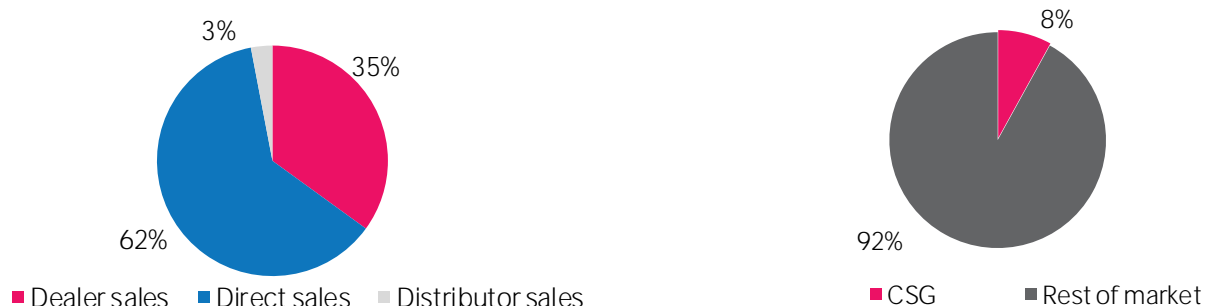 3%
35%
62%
Dealer sales Direct sales Distributor sales
8%
92%
CSG Rest of market